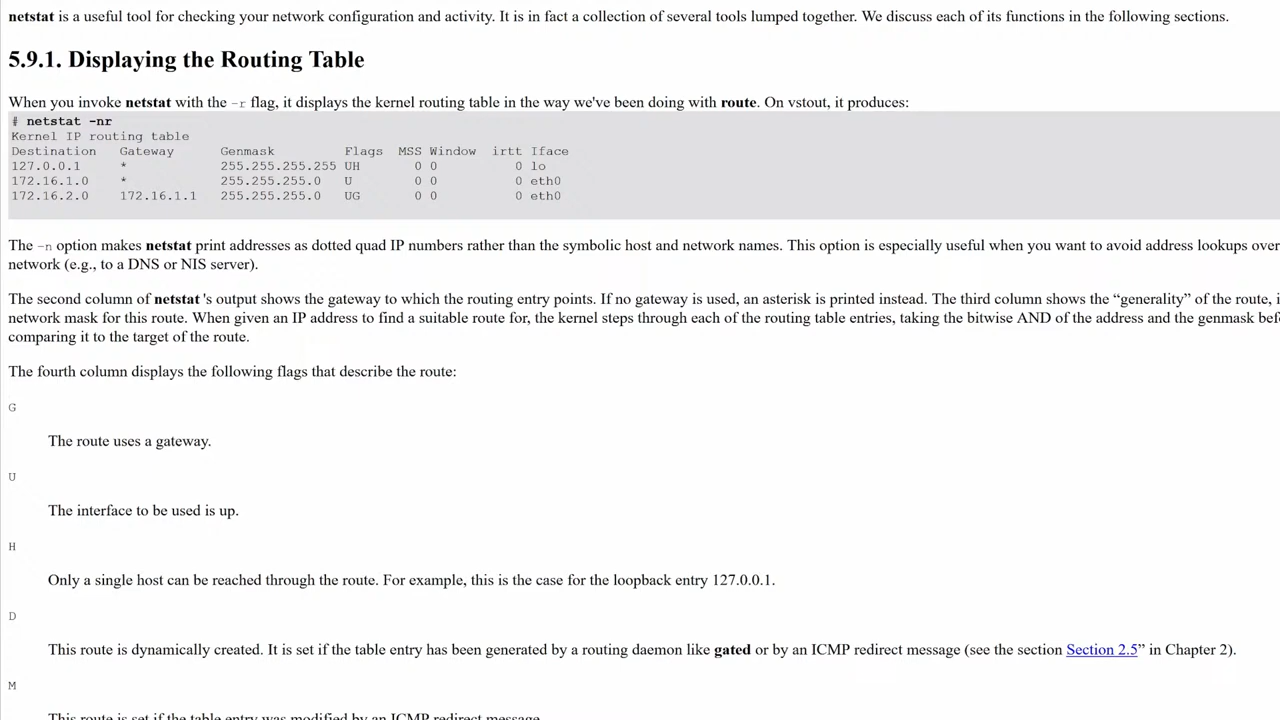 netstat is a useful tool for checking your network configuration and activity. It is in fact a collection of several tools lumped together. We discuss each of its functions in the following sections.
5.9.1. Displaying the Routing Table
When you invoke netstat with the -r flag, it displays the kernel routing table in the way we've been doing with route. On vstout, it produces:
# netstat -nr
Kernel IP routing table
Destination Gateway Genmask Flags MSS Window irtt Iface
127.0.0.1 * 255.255.255.255 UH 0 0 0 lo
172.16.1.0 * 255.255.255.0 U 0 0 0 eth0
172.16.2.0 172.16.1.1 255.255.255.0 UG 0 0 0 eth0
The -n option makes netstat print addresses as dotted quad IP numbers rather than the symbolic host and network names. This option is especially useful when you want to avoid address lookups over
network (e.g., to a DNS or NIS server).
The second column of netstat 's output shows the gateway to which the routing entry points. If no gateway is used, an asterisk is printed instead. The third column shows the “generality” of the route, i
network mask for this route. When given an IP address to find a suitable route for, the kernel steps through each of the routing table entries, taking the bitwise AND of the address and the genmask bef
comparing it to the target of the route.
The fourth column displays the following flags that describe the route:
G
The route uses a gateway.
U
The interface to be used is up.
H
Only a single host can be reached through the route. For example, this is the case for the loopback entry 127.0.0.1.
D
This route is dynamically created. It is set if the table entry has been generated by a routing daemon like gated or by an ICMP redirect message (see the section Section 2.5” in Chapter 2).
M
This route is set if the table entry was modified by an ICMP redirect message.